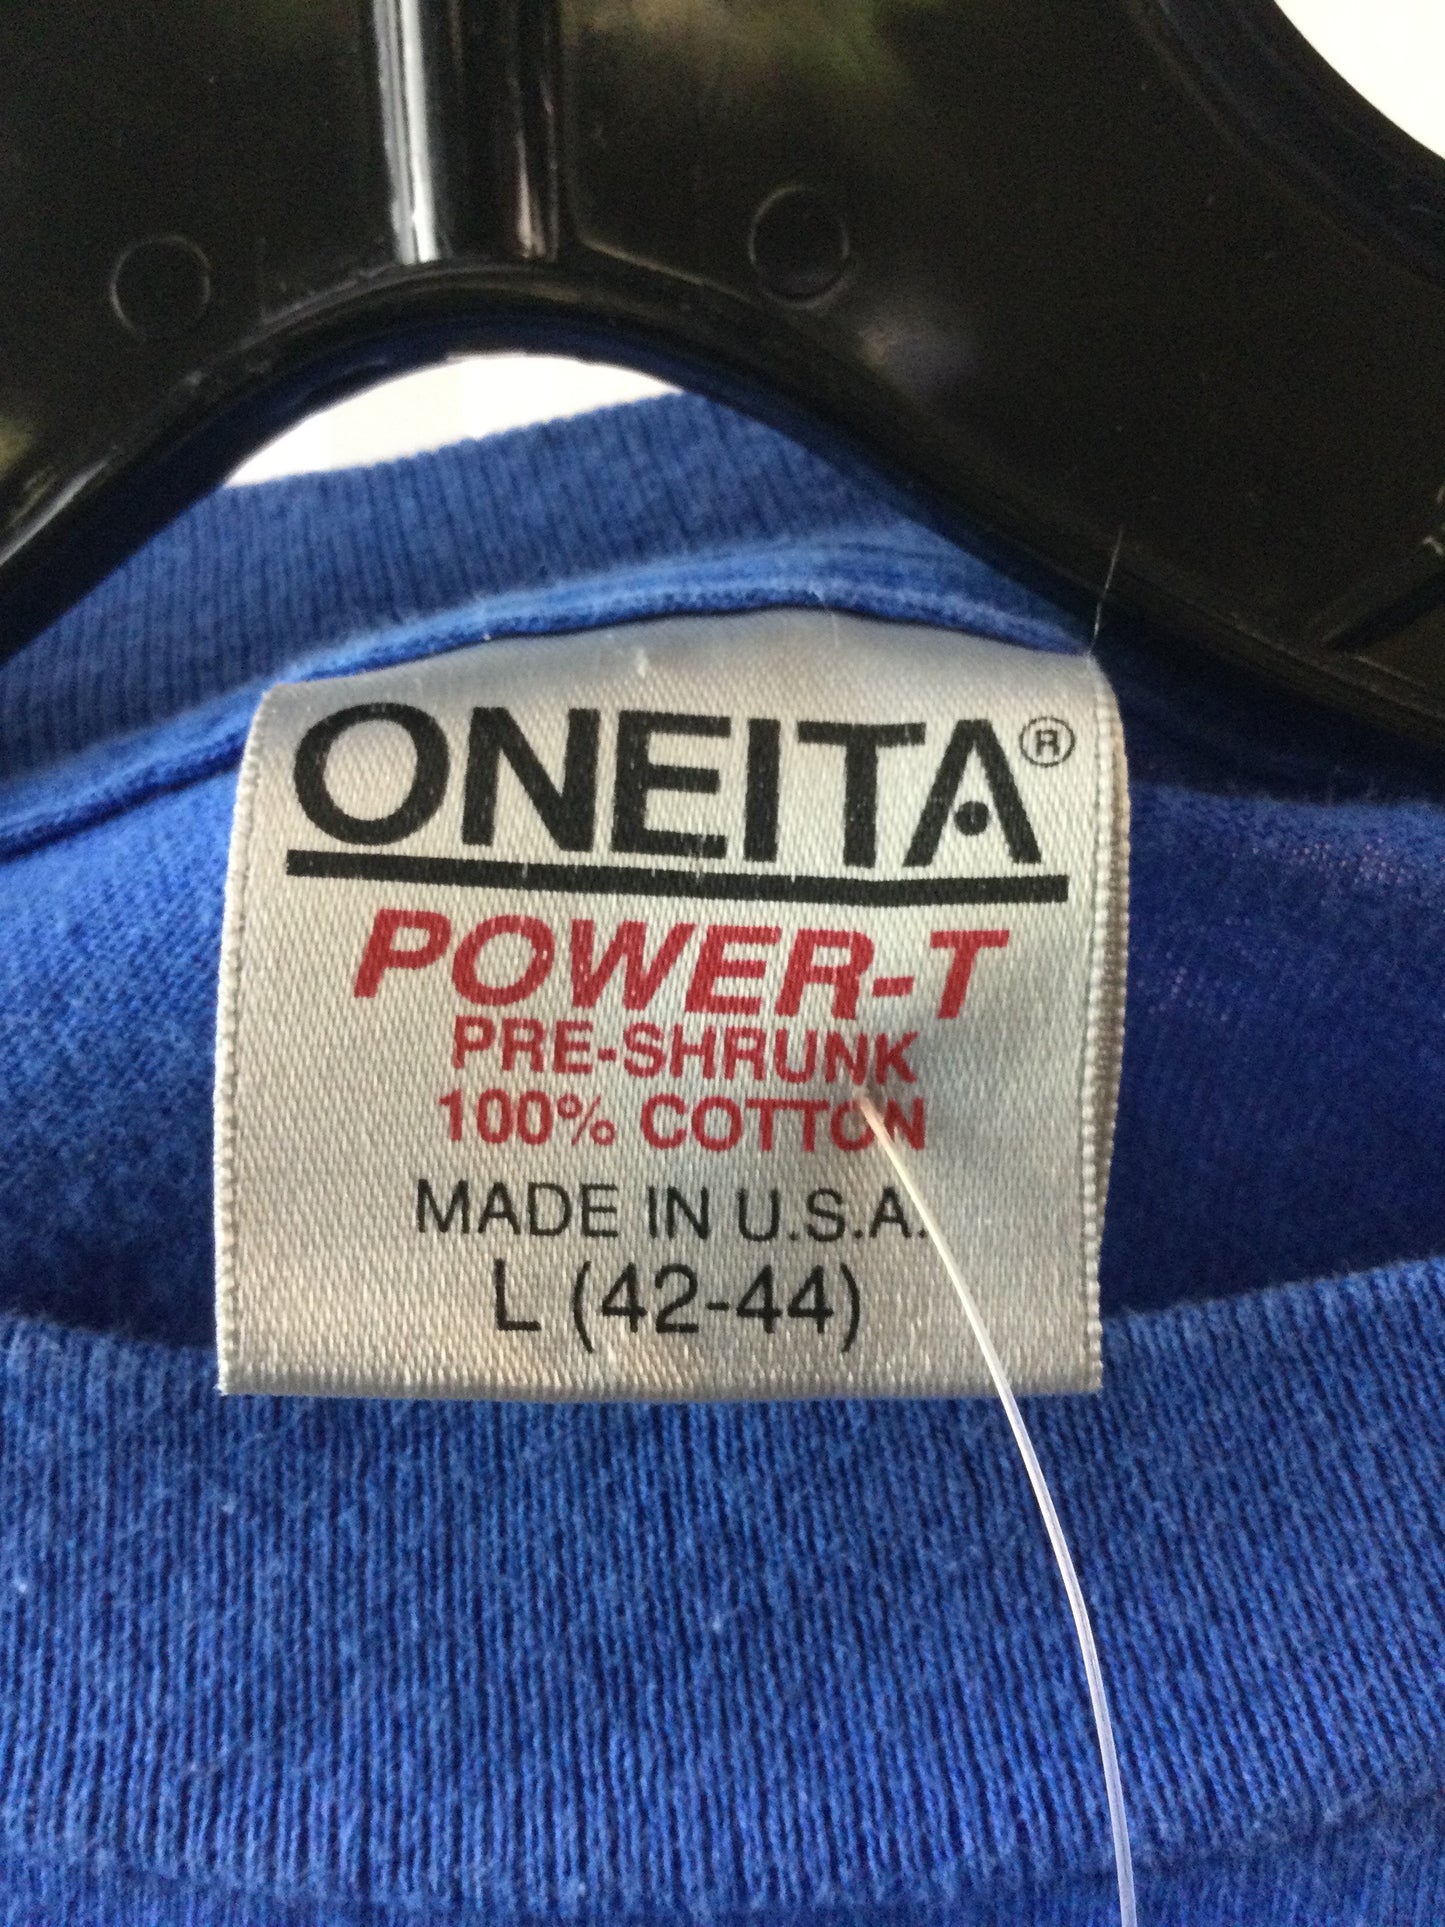 ONEITA®
POWER-T
PRE-SHRUNK
100% COTTON
MADE IN U.S.A.
L (42-44)